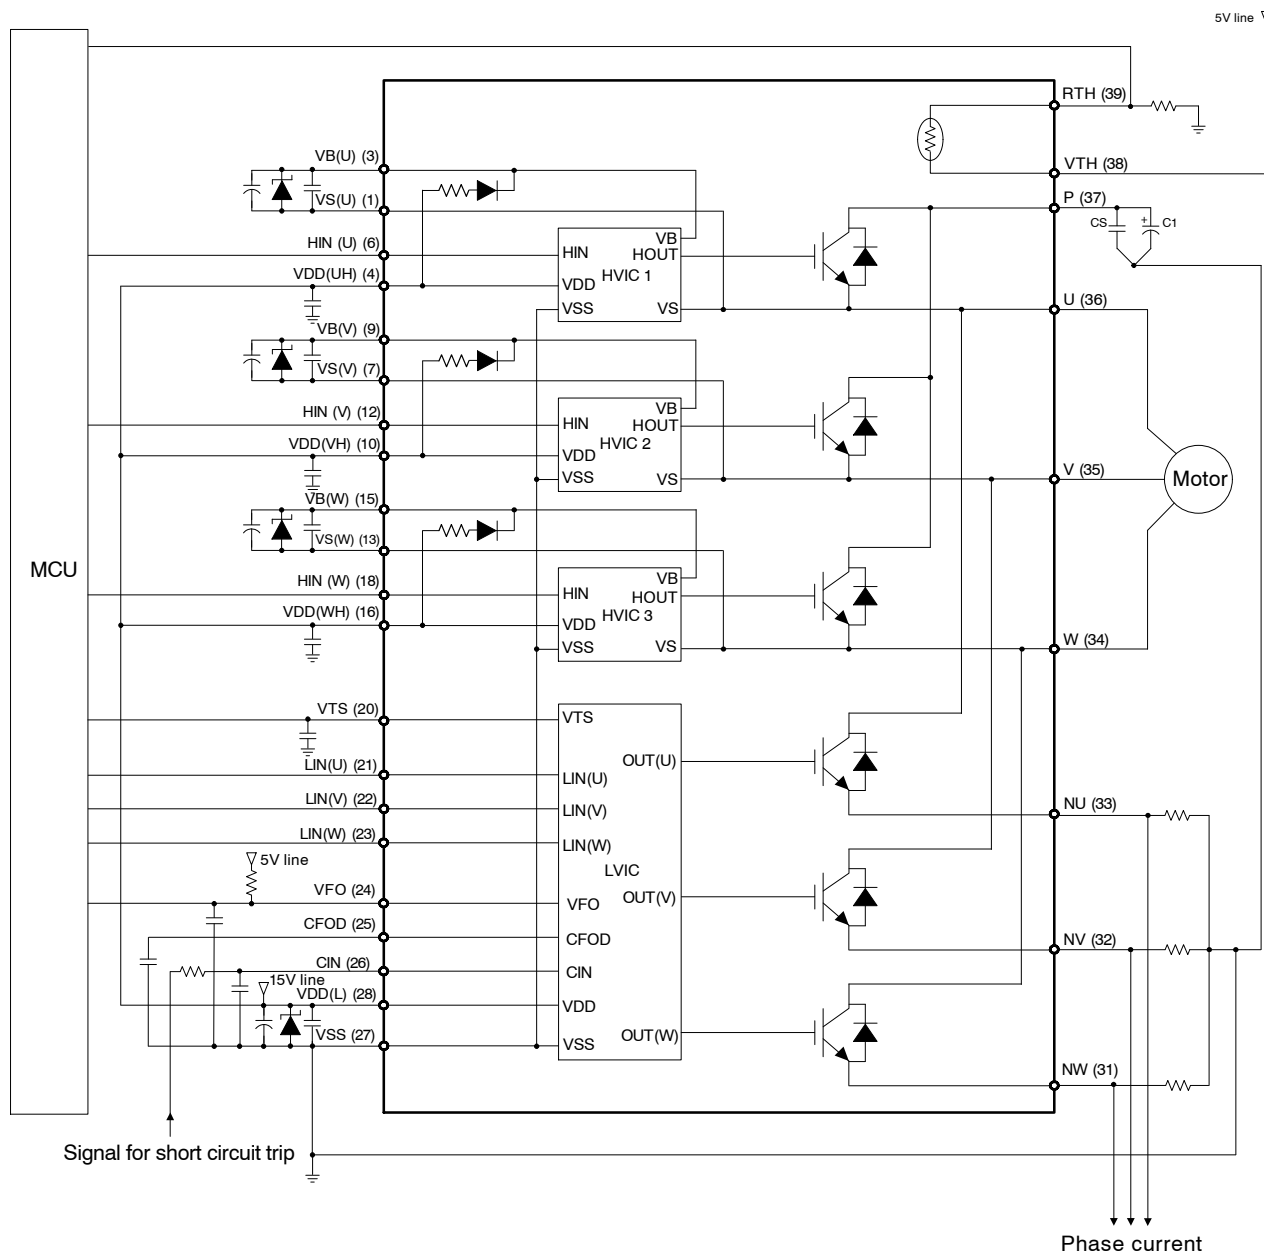 5V line
MCU
VB(U) (3)
VS(U) (1)
HIN (U) (6)
VDD(UH) (4)
VB(V) (9)
VS(V) (7)
HIN (V) (12)
VDD(VH) (10)
VB(W) (15)
VS(W) (13)
HIN (W) (18)
VDD(WH) (16)
VTS (20)
LIN(U) (21)
LIN(V) (22)
LIN(W) (23)
5V line
VFO (24)
CFOD (25)
CIN (26)
15V line
VDD(L) (28)
VSS (27)
Signal for short circuit trip
VB
HIN
HOUT
HVIC 1
VDD
VSS
VS
VB
HIN
HOUT
HVIC 2
VDD
VSS
VS
VB
HIN
HOUT
HVIC 3
VDD
VSS
VS
VTS
OUT(U)
LIN(U)
LIN(V)
LIN(W)
LVIC
VFO
OUT(V)
CFOD
CIN
VDD
OUT(W)
VSS
RTH (39)
VTH (38)
P (37)
CS
+
C1
U (36)
V (35)
Motor
W (34)
NU (33)
NV (32)
NW (31)
Phase current